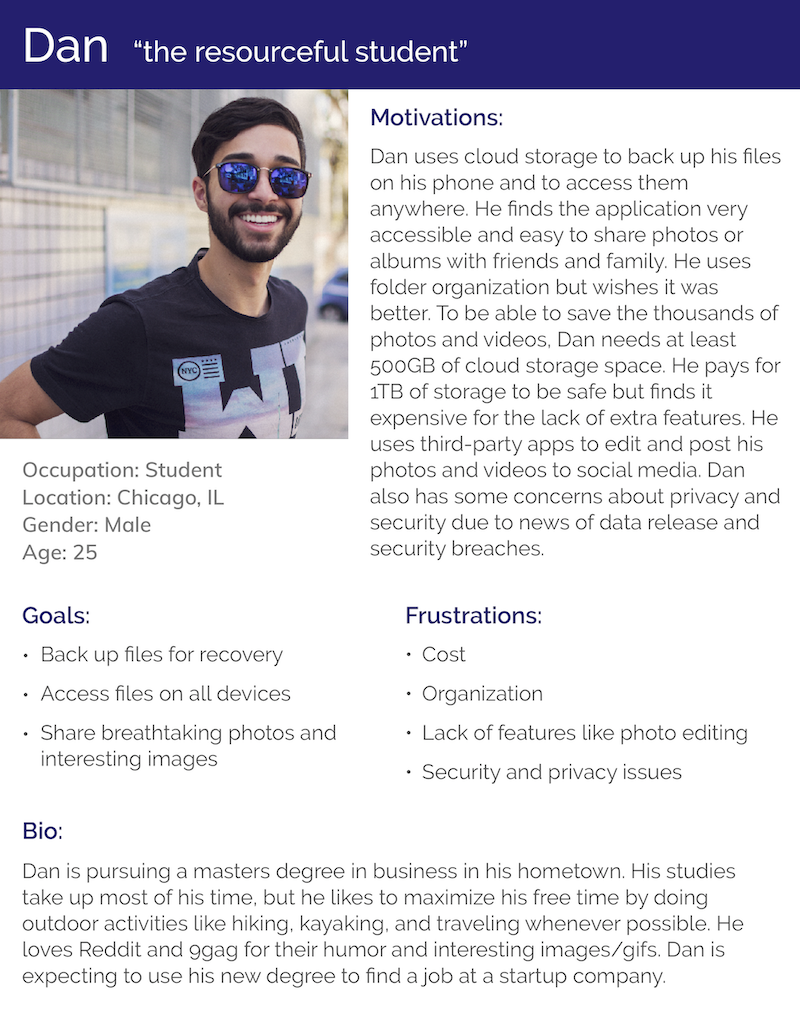 Dan “the resourceful student”
NYC
Occupation: Student
Location: Chicago, IL
Gender: Male
Age: 25
Motivations:
Dan uses cloud storage to back up his files
on his phone and to access them
anywhere. He finds the application very
accessible and easy to share photos or
albums with friends and family. He uses
folder organization but wishes it was
better. To be able to save the thousands of
photos and videos, Dan needs at least
500GB of cloud storage space. He pays for
1TB of storage to be safe but finds it
expensive for the lack of extra features. He
uses third-party apps to edit and post his
photos and videos to social media. Dan
also has some concerns about privacy and
security due to news of data release and
security breaches.
Goals:
• Back up files for recovery
• Access files on all devices
• Share breathtaking photos and
interesting images
Frustrations:
• Cost
• Organization
• Lack of features like photo editing
• Security and privacy issues
Bio:
Dan is pursuing a masters degree in business in his hometown. His studies
take up most of his time, but he likes to maximize his free time by doing
outdoor activities like hiking, kayaking, and traveling whenever possible. He
loves Reddit and 9gag for their humor and interesting images/gifs. Dan is
expecting to use his new degree to find a job at a startup company.